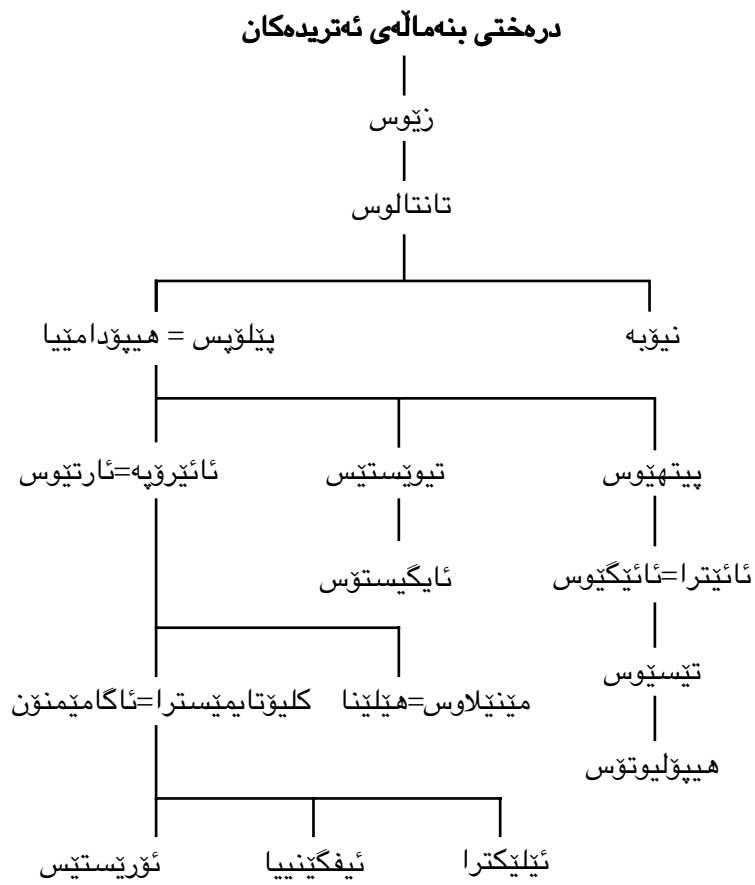 درەختی بنەماڵەی ئەتریدەکان
زێوس
تانتالوس
نیۆبە
پێلۆپس = هیپۆدامێیا
پیتهێوس
تیوێستێس
ئائێرۆپە=ئارتێوس
ئائێترا=ئائێگێوس
ئایگیستۆس
تێسێوس
مێنێلاوس=هێلێنا
کلیۆتایمێسترا=ئاگامێمنۆن
هیپۆلیوتۆس
ئێلێکترا
ئیفگێنییا
ئۆرێستێس